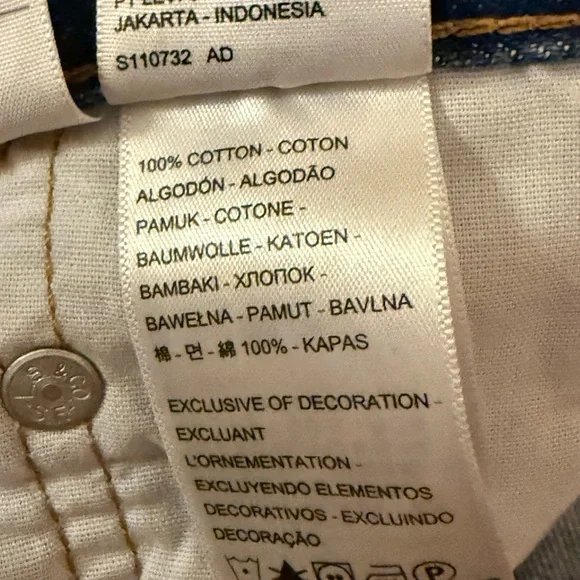 JAKARTA - INDONESIA
S110732 AD
100% COTTON - COTON
ALGODÓN - ALGODÃO
PAMUK - COTONE -
BAUMWOLLE - KATOEN -
BAMBAKI - ХЛОПОК -
BAWEŁNA - PAMUT - BAVLNA
棉 - 면 - 綿 100% - KAPAS
EXCLUSIVE OF DECORATION -
EXCLUANT
L'ORNEMENTATION -
EXCLUYENDO ELEMENTOS
DECORATIVOS - EXCLUINDO
DECORAÇÃO
P